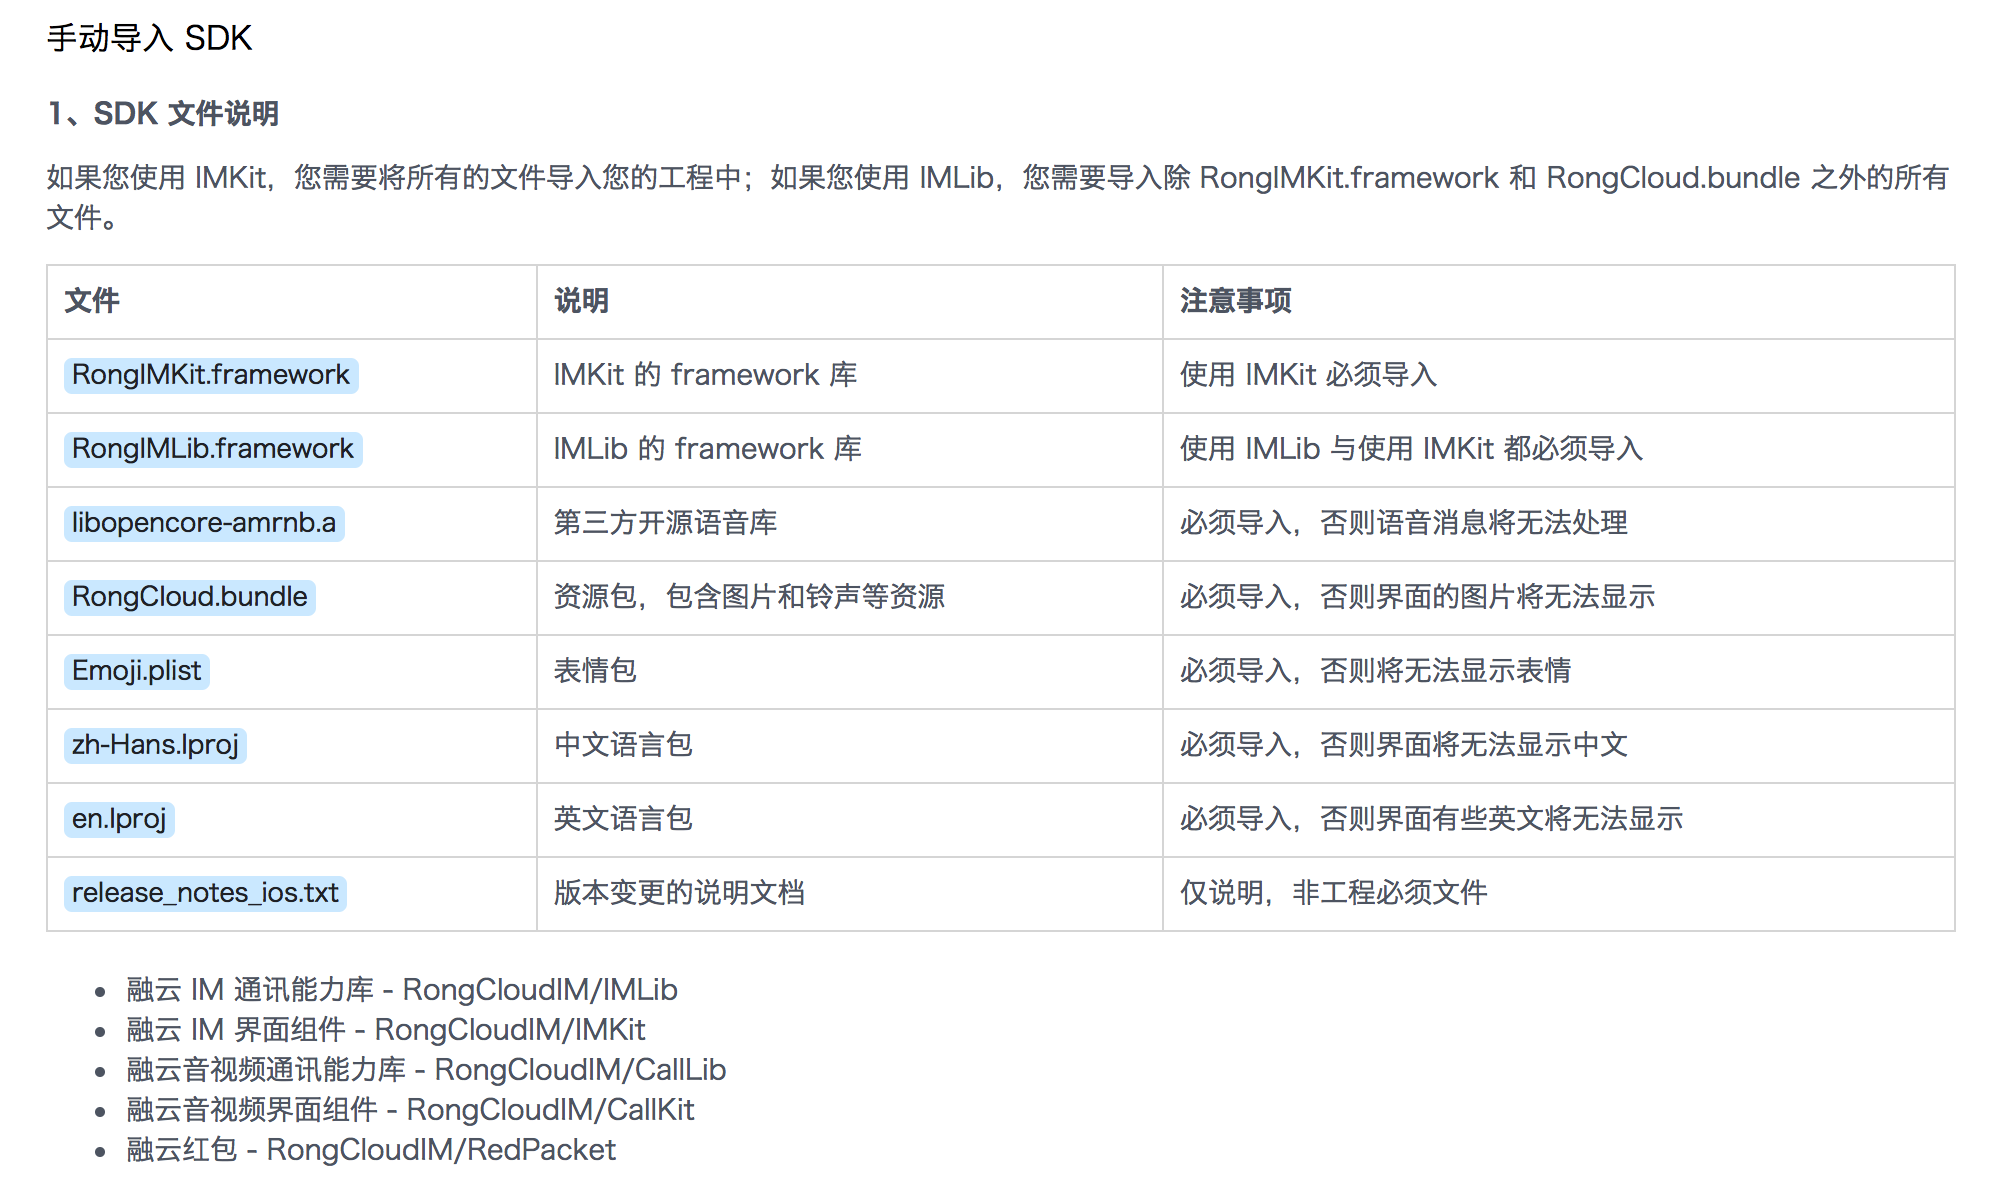 手动导入 SDK
1、SDK 文件说明
如果您使用 IMKit，您需要将所有的文件导入您的工程中；如果您使用 IMLib，您需要导入除 RongIMKit.framework 和 RongCloud.bundle 之外的所有
文件。
文件 说明 注意事项
RongIMKit.framework IMKit 的 framework 库 使用 IMKit 必须导入
RongIMLib.framework IMLib 的 framework 库 使用 IMLib 与使用 IMKit 都必须导入
libopencore-amrnb.a 第三方开源语音库 必须导入，否则语音消息将无法处理
RongCloud.bundle 资源包，包含图片和铃声等资源 必须导入，否则界面的图片将无法显示
Emoji.plist 表情包 必须导入，否则将无法显示表情
zh-Hans.lproj 中文语言包 必须导入，否则界面将无法显示中文
en.lproj 英文语言包 必须导入，否则界面有些英文将无法显示
release_notes_ios.txt 版本变更的说明文档 仅说明，非工程必须文件
• 融云 IM 通讯能力库 - RongCloudIM/IMLib
• 融云 IM 界面组件 - RongCloudIM/IMKit
• 融云音视频通讯能力库 - RongCloudIM/CallLib
• 融云音视频界面组件 - RongCloudIM/CallKit
• 融云红包 - RongCloudIM/RedPacket